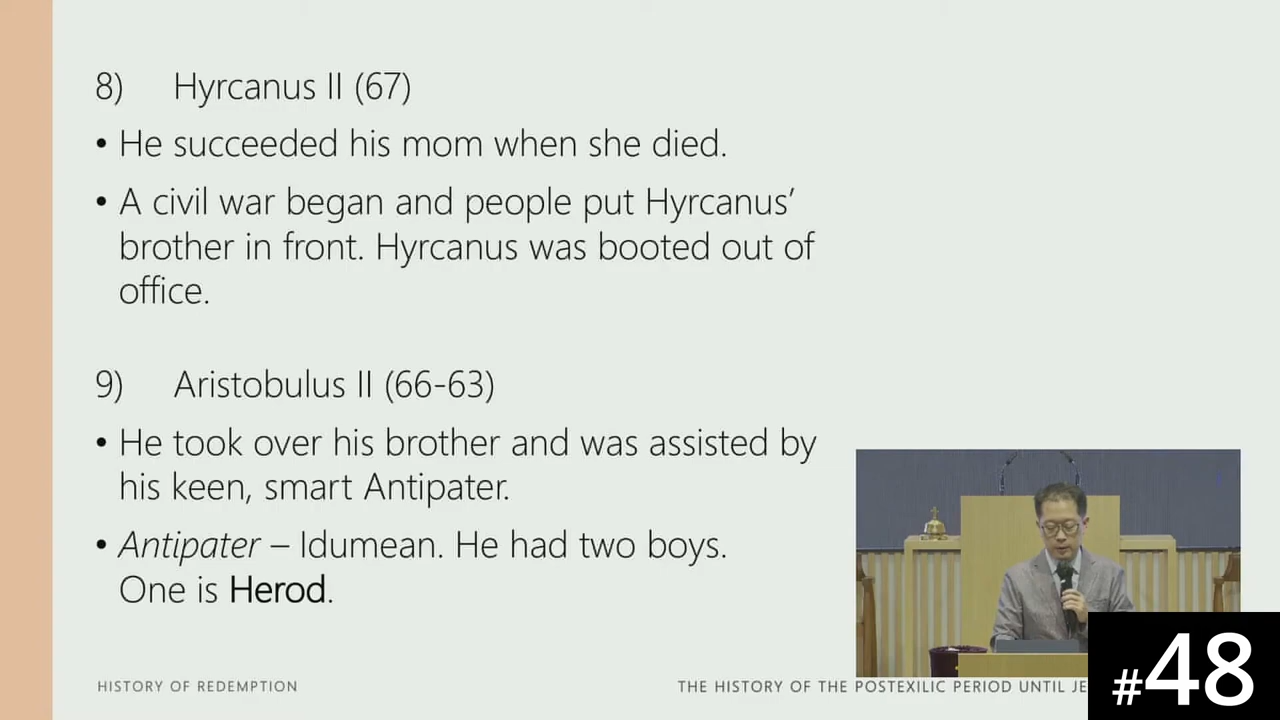 8) Hyrcanus II (67)
• He succeeded his mom when she died.
• A civil war began and people put Hyrcanus’
brother in front. Hyrcanus was booted out of
office.
9) Aristobulus II (66-63)
• He took over his brother and was assisted by
his keen, smart Antipater.
• Antipater – Idumean. He had two boys.
One is Herod.
HISTORY OF REDEMPTION
THE HISTORY OF THE POSTEXILIC PERIOD UNTIL JE
#48